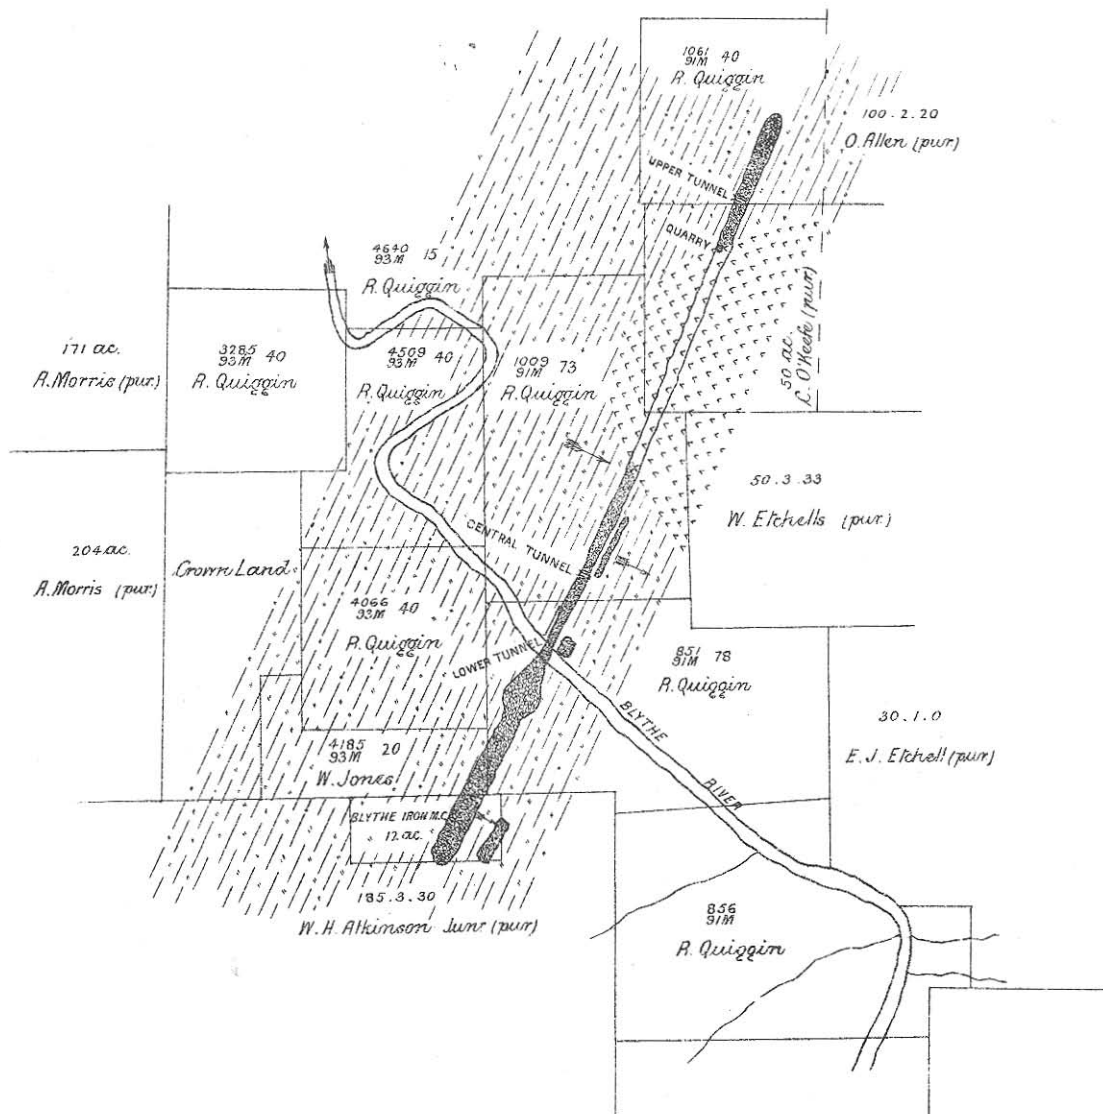 1061 40
91M
R. Quiggin
100.2.20
O. Allen (pur)
UPPER TUNNEL
QUARRY
4640 15
93M
R. Quiggin
50 ac
L. O'Keefe (pur)
171 ac.
R. Morris (pur.)
3285 40
93M
R. Quiggin
4509 40
93M
R. Quiggin
1009 73
91M
R. Quiggin
50.3.33
W. Etchells (pur.)
CENTRAL TUNNEL
204 ac.
R. Morris (pur.)
Crown Land
4066 40
93M
R. Quiggin
LOWER TUNNEL
851 78
91M
R. Quiggin
BLYTHE RIVER
30.1.0
E. J. Etchell (pur)
4185 20
93M
W. Jones
BLYTHE IRON M.C.
12 ac.
185.3.30
W. H. Atkinson Junr. (pur)
856
91M
R. Quiggin